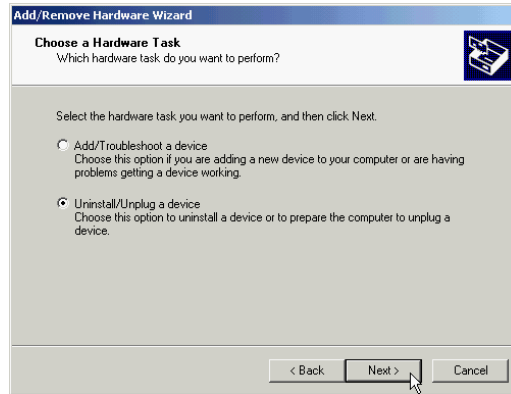 Add/Remove Hardware Wizard
Choose a Hardware Task
Which hardware task do you want to perform?
Select the hardware task you want to perform, and then click Next.
Add/Troubleshoot a device
Choose this option if you are adding a new device to your computer or are having
problems getting a device working.
Uninstall/Unplug a device
Choose this option to uninstall a device or to prepare the computer to unplug a
device.
< Back
Next >
Cancel